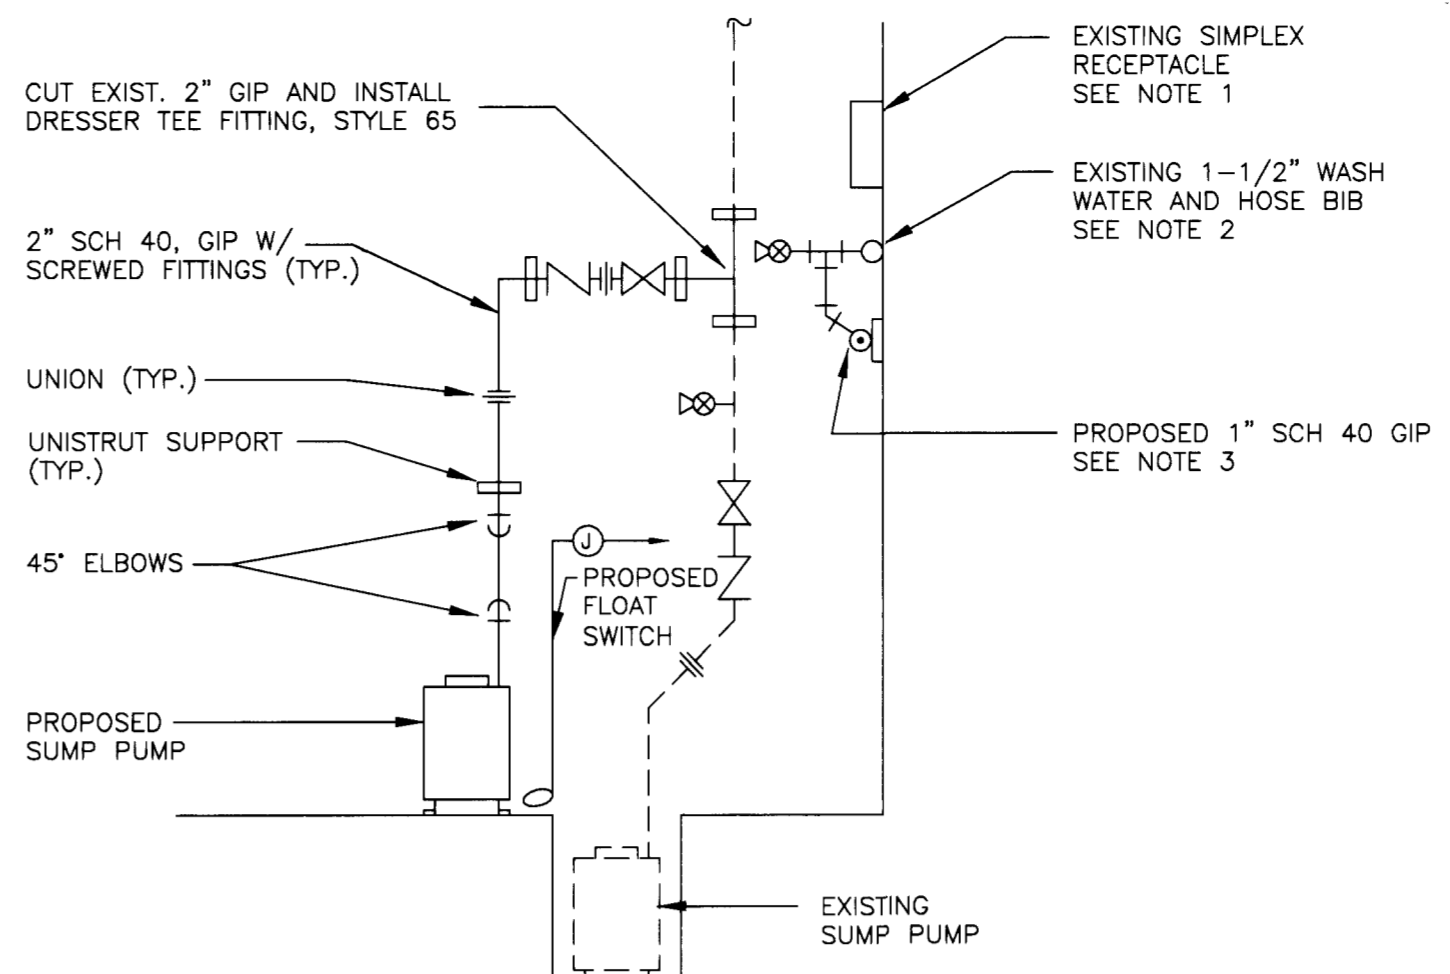 CUT EXIST. 2" GIP AND INSTALL
DRESSER TEE FITTING, STYLE 65
2" SCH 40, GIP W/
SCREWED FITTINGS (TYP.)
UNION (TYP.)
UNISTRUT SUPPORT
(TYP.)
45° ELBOWS
PROPOSED
SUMP PUMP
J
PROPOSED
FLOAT
SWITCH
EXISTING SIMPLEX
RECEPTACLE
SEE NOTE 1
EXISTING 1-1/2" WASH
WATER AND HOSE BIB
SEE NOTE 2
PROPOSED 1" SCH 40 GIP
SEE NOTE 3
EXISTING
SUMP PUMP